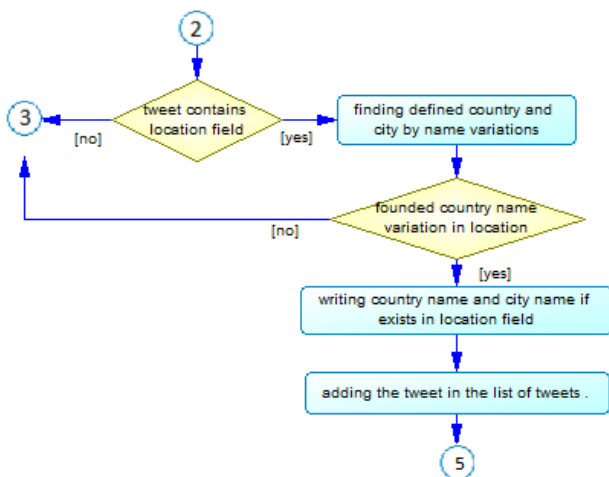 2
tweet contains
location field
3
[no]
[yes]
finding defined country and
city by name variations
founded country name
variation in location
[no]
[yes]
writing country name and city name if
exists in location field
adding the tweet in the list of tweets .
5